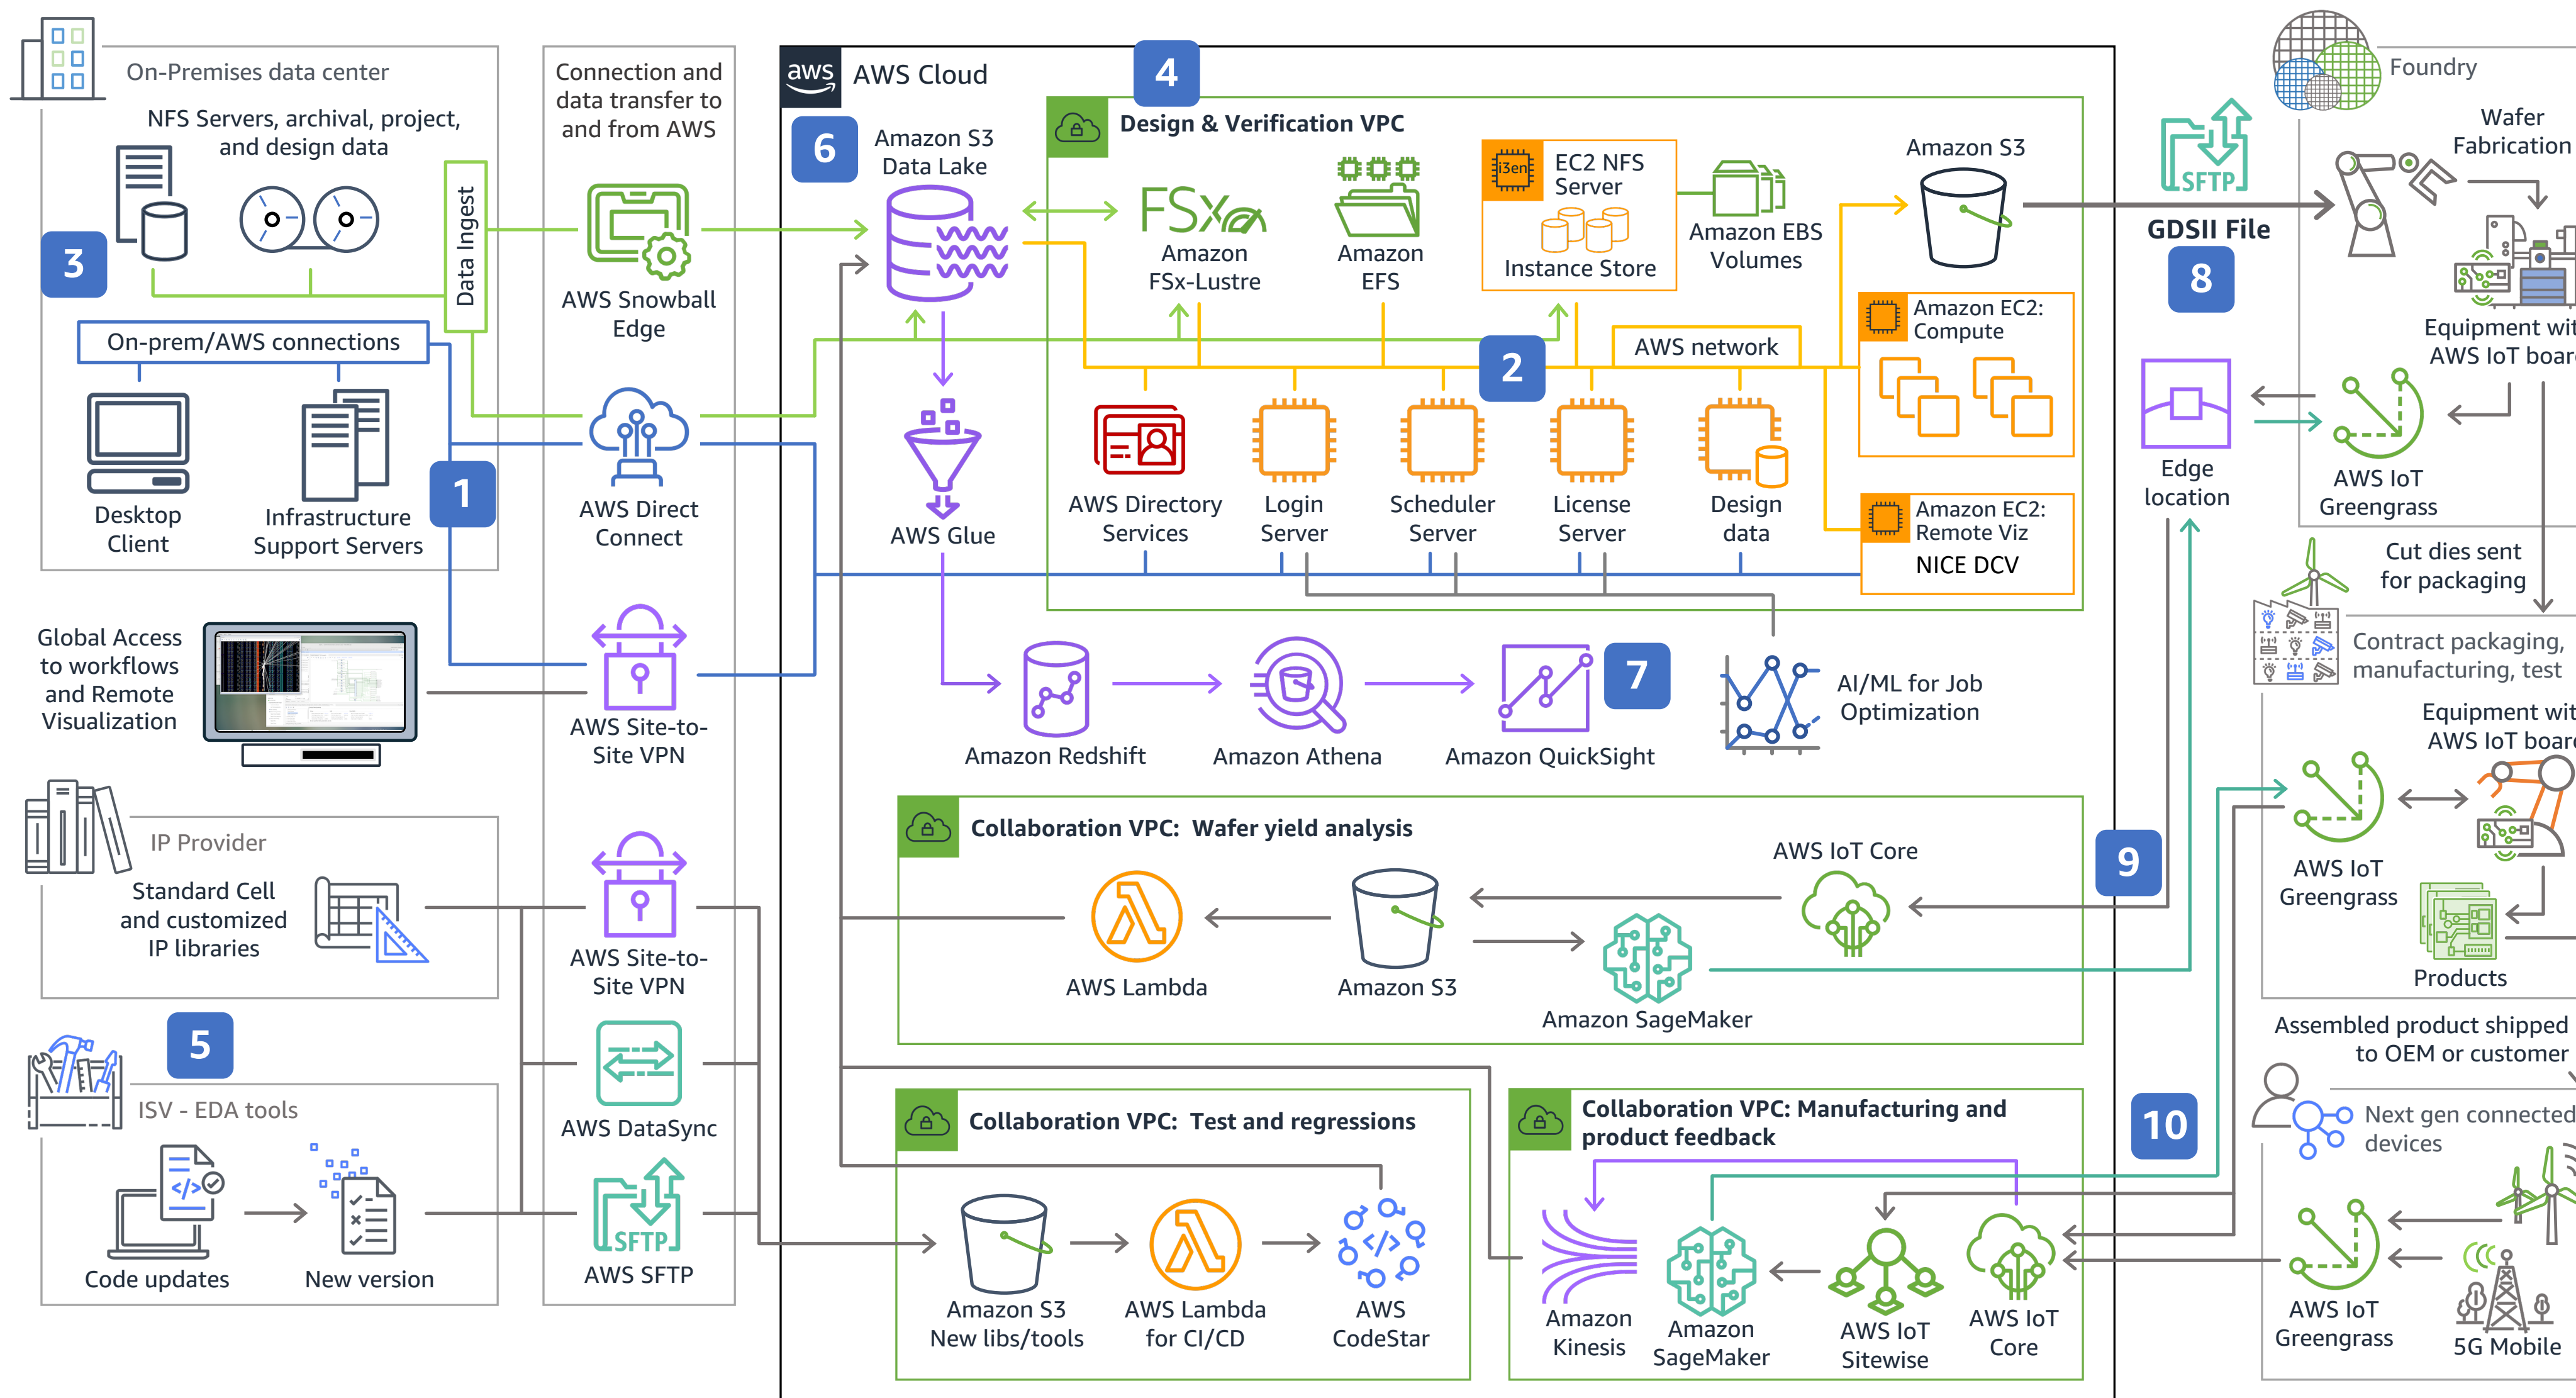 On-Premises data center
NFS Servers, archival, project,
and design data
3
Data Ingest
On-prem/AWS connections
Desktop
Client
Infrastructure
Support Servers
1
Global Access
to workflows
and Remote
Visualization
IP Provider
Standard Cell
and customized
IP libraries
5
ISV - EDA tools
Code updates
New version
Connection and
data transfer to
and from AWS
AWS Snowball
Edge
AWS Direct
Connect
AWS Site-to-
Site VPN
AWS Site-to-
Site VPN
AWS DataSync
SFTP
AWS SFTP
aws
AWS Cloud
6
Amazon S3
Data Lake
AWS Glue
4
Design & Verification VPC
FSx
Amazon
FSx-Lustre
Amazon
EFS
i3en
EC2 NFS
Server
Instance Store
Amazon EBS
Volumes
Amazon S3
2
AWS network
Amazon EC2:
Compute
AWS Directory
Services
Login
Server
Scheduler
Server
License
Server
Design
data
Amazon EC2:
Remote Viz
NICE DCV
Amazon Redshift
Amazon Athena
Amazon QuickSight
7
AI/ML for Job
Optimization
Collaboration VPC:  Wafer yield analysis
AWS Lambda
Amazon S3
Amazon SageMaker
AWS IoT Core
9
Collaboration VPC:  Test and regressions
Amazon S3
New libs/tools
AWS Lambda
for CI/CD
</>
AWS
CodeStar
Collaboration VPC: Manufacturing and
product feedback
Amazon
Kinesis
Amazon
SageMaker
AWS IoT
Sitewise
AWS IoT
Core
10
SFTP
GDSII File
8
Edge
location
Foundry
Wafer
Fabrication
Equipment wit
AWS IoT boar
AWS IoT
Greengrass
Cut dies sent
for packaging
Contract packaging,
manufacturing, test
Equipment wit
AWS IoT boar
AWS IoT
Greengrass
Products
Assembled product shipped
to OEM or customer
Next gen connected
devices
AWS IoT
Greengrass
5G Mobile